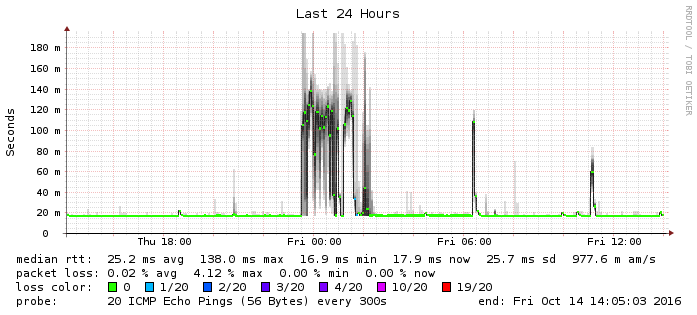 Last 24 Hours
RRDTOOL / TOBI OETIKER
Seconds
180 m
160 m
140 m
120 m
100 m
80 m
60 m
40 m
20 m
0
Thu 18:00 Fri 00:00 Fri 06:00 Fri 12:00
median rtt: 25.2 ms avg 138.0 ms max 16.9 ms min 17.9 ms now 25.7 ms sd 977.6 m am/s
packet loss: 0.02 % avg 4.12 % max 0.00 % min 0.00 % now
loss color: 0 1/20 2/20 3/20 4/20 10/20 19/20
probe: 20 ICMP Echo Pings (56 Bytes) every 300s end: Fri Oct 14 14:05:03 2016